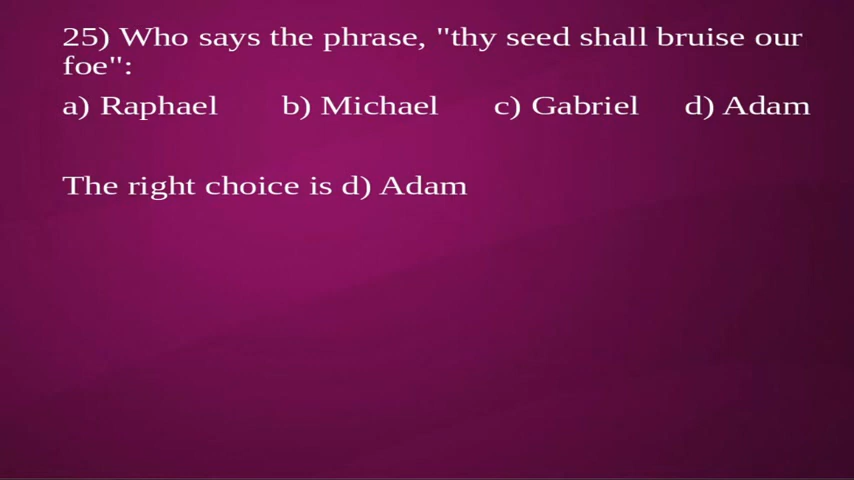 25) Who says the phrase, "thy seed shall bruise our
foe":
a) Raphael b) Michael c) Gabriel d) Adam
The right choice is d) Adam